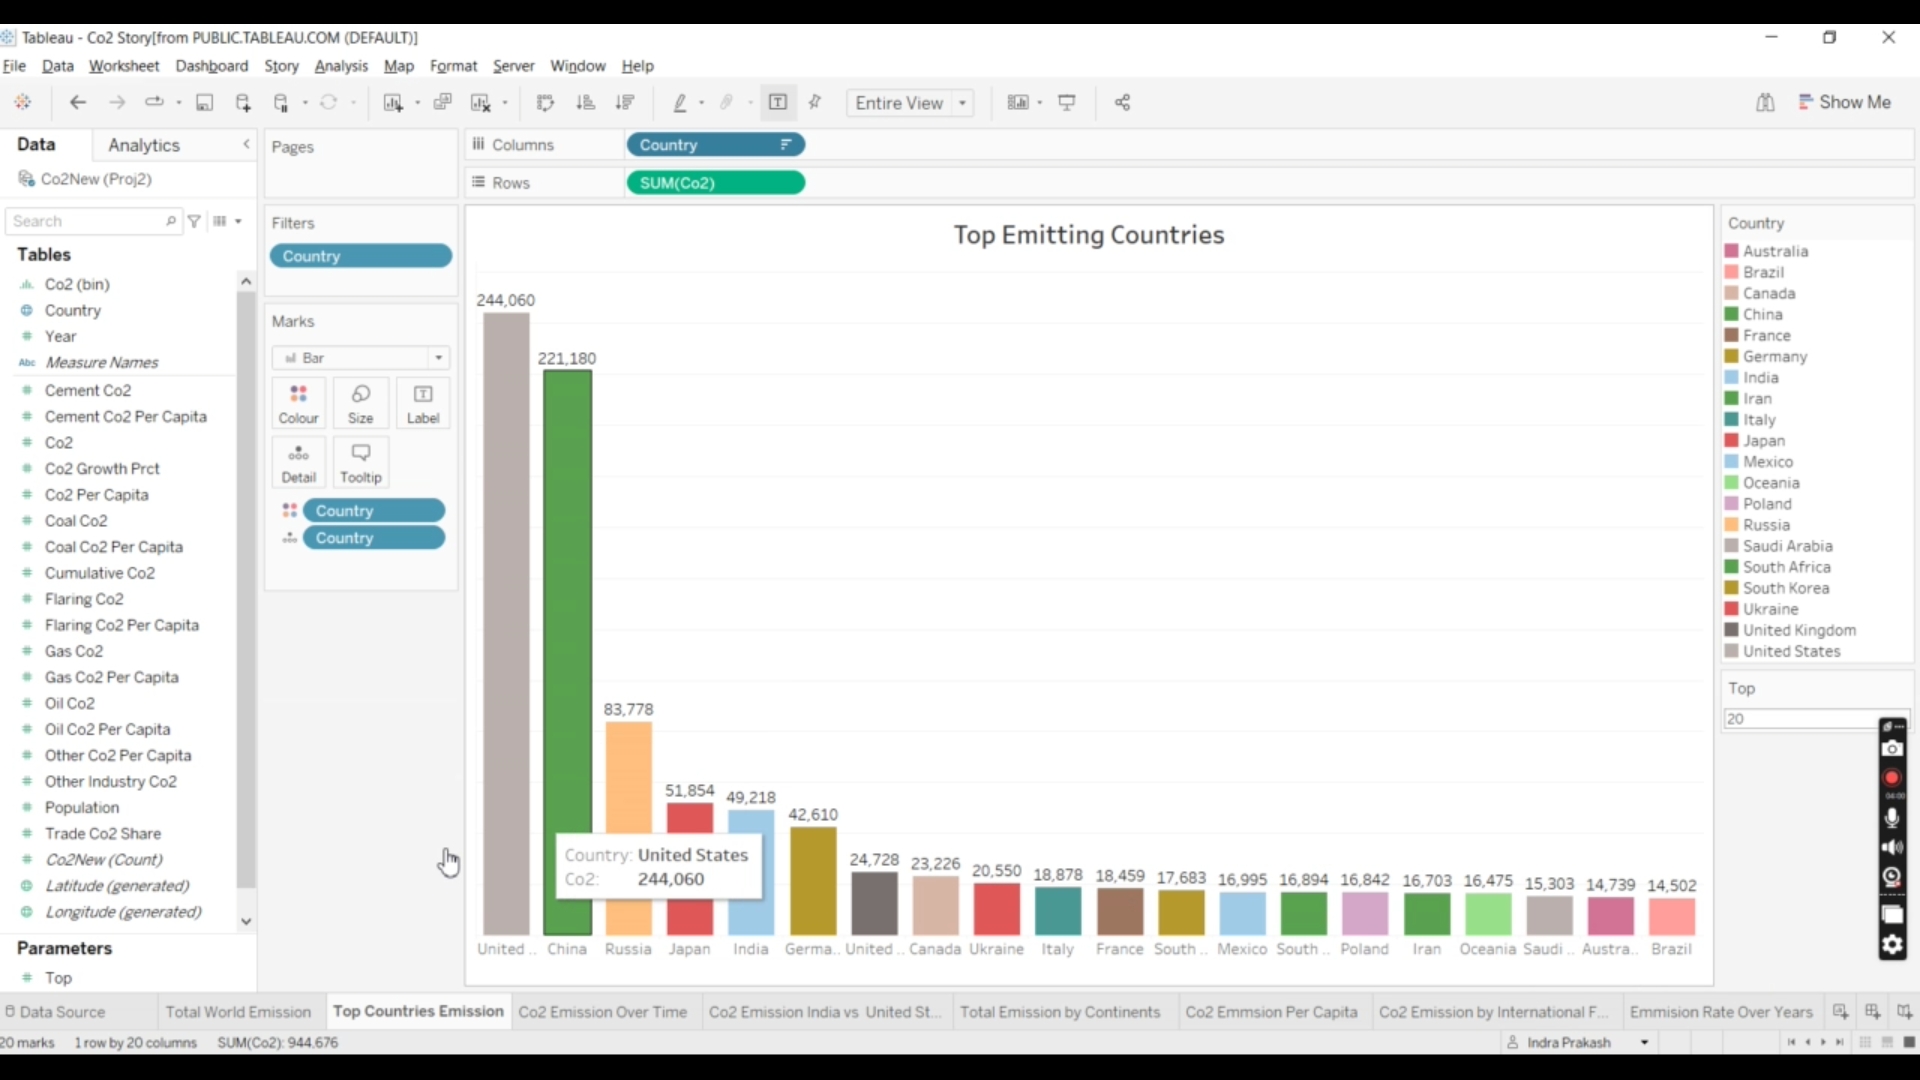 Tableau - Co2 Story[from PUBLIC.TABLEAU.COM (DEFAULT)]
File Data Worksheet Dashboard Story Analysis Map Format Server Window Help
Entire View
Show Me
Data Analytics
Co2New (Proj2)
Search
Tables
Co2 (bin)
Country
Year
Abc Measure Names
Cement Co2
Cement Co2 Per Capita
Co2
Co2 Growth Prct
Co2 Per Capita
Coal Co2
Coal Co2 Per Capita
Cumulative Co2
Flaring Co2
Flaring Co2 Per Capita
Gas Co2
Gas Co2 Per Capita
Oil Co2
Oil Co2 Per Capita
Other Co2 Per Capita
Other Industry Co2
Population
Trade Co2 Share
Co2New (Count)
Latitude (generated)
Longitude (generated)
Parameters
Top
Pages
Filters
Country
Marks
Bar
Colour Size Label
Detail Tooltip
Country
Country
Columns Country
Rows SUM(Co2)
Top Emitting Countries
244,060
221,180
83,778
51,854
49,218
42,610
24,728
23,226
20,550
18,878
18,459
17,683
16,995
16,894
16,842
16,703
16,475
15,303
14,739
14,502
Country: United States
Co2: 244,060
United .. China Russia Japan India Germa.. United .. Canada Ukraine Italy France South .. Mexico South .. Poland Iran Oceania Saudi .. Austra.. Brazil
Country
Australia
Brazil
Canada
China
France
Germany
India
Iran
Italy
Japan
Mexico
Oceania
Poland
Russia
Saudi Arabia
South Africa
South Korea
Ukraine
United Kingdom
United States
Top
20
04:00
Data Source Total World Emission Top Countries Emission Co2 Emission Over Time Co2 Emission India vs United St... Total Emission by Continents Co2 Emmsion Per Capita Co2 Emission by International F... Emmision Rate Over Years
20 marks 1 row by 20 columns SUM(Co2): 944,676 Indra Prakash